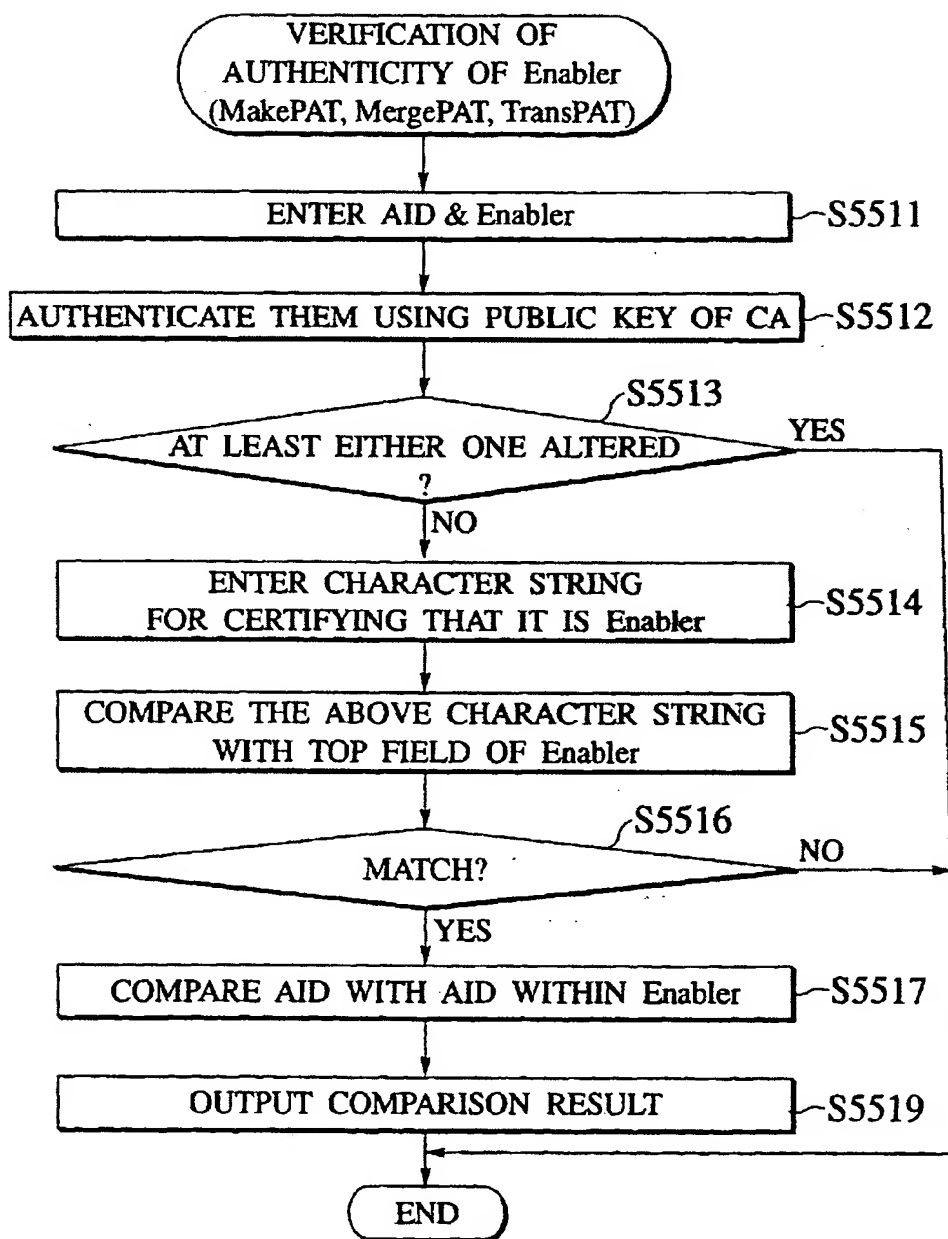 VERIFICATION OF
AUTHENTICITY OF Enabler
(MakePAT, MergePAT, TransPAT)
ENTER AID & Enabler
S5511
AUTHENTICATE THEM USING PUBLIC KEY OF CA
S5512
S5513
AT LEAST EITHER ONE ALTERED
?
YES
NO
ENTER CHARACTER STRING
FOR CERTIFYING THAT IT IS Enabler
S5514
COMPARE THE ABOVE CHARACTER STRING
WITH TOP FIELD OF Enabler
S5515
S5516
MATCH?
NO
YES
COMPARE AID WITH AID WITHIN Enabler
S5517
OUTPUT COMPARISON RESULT
S5519
END